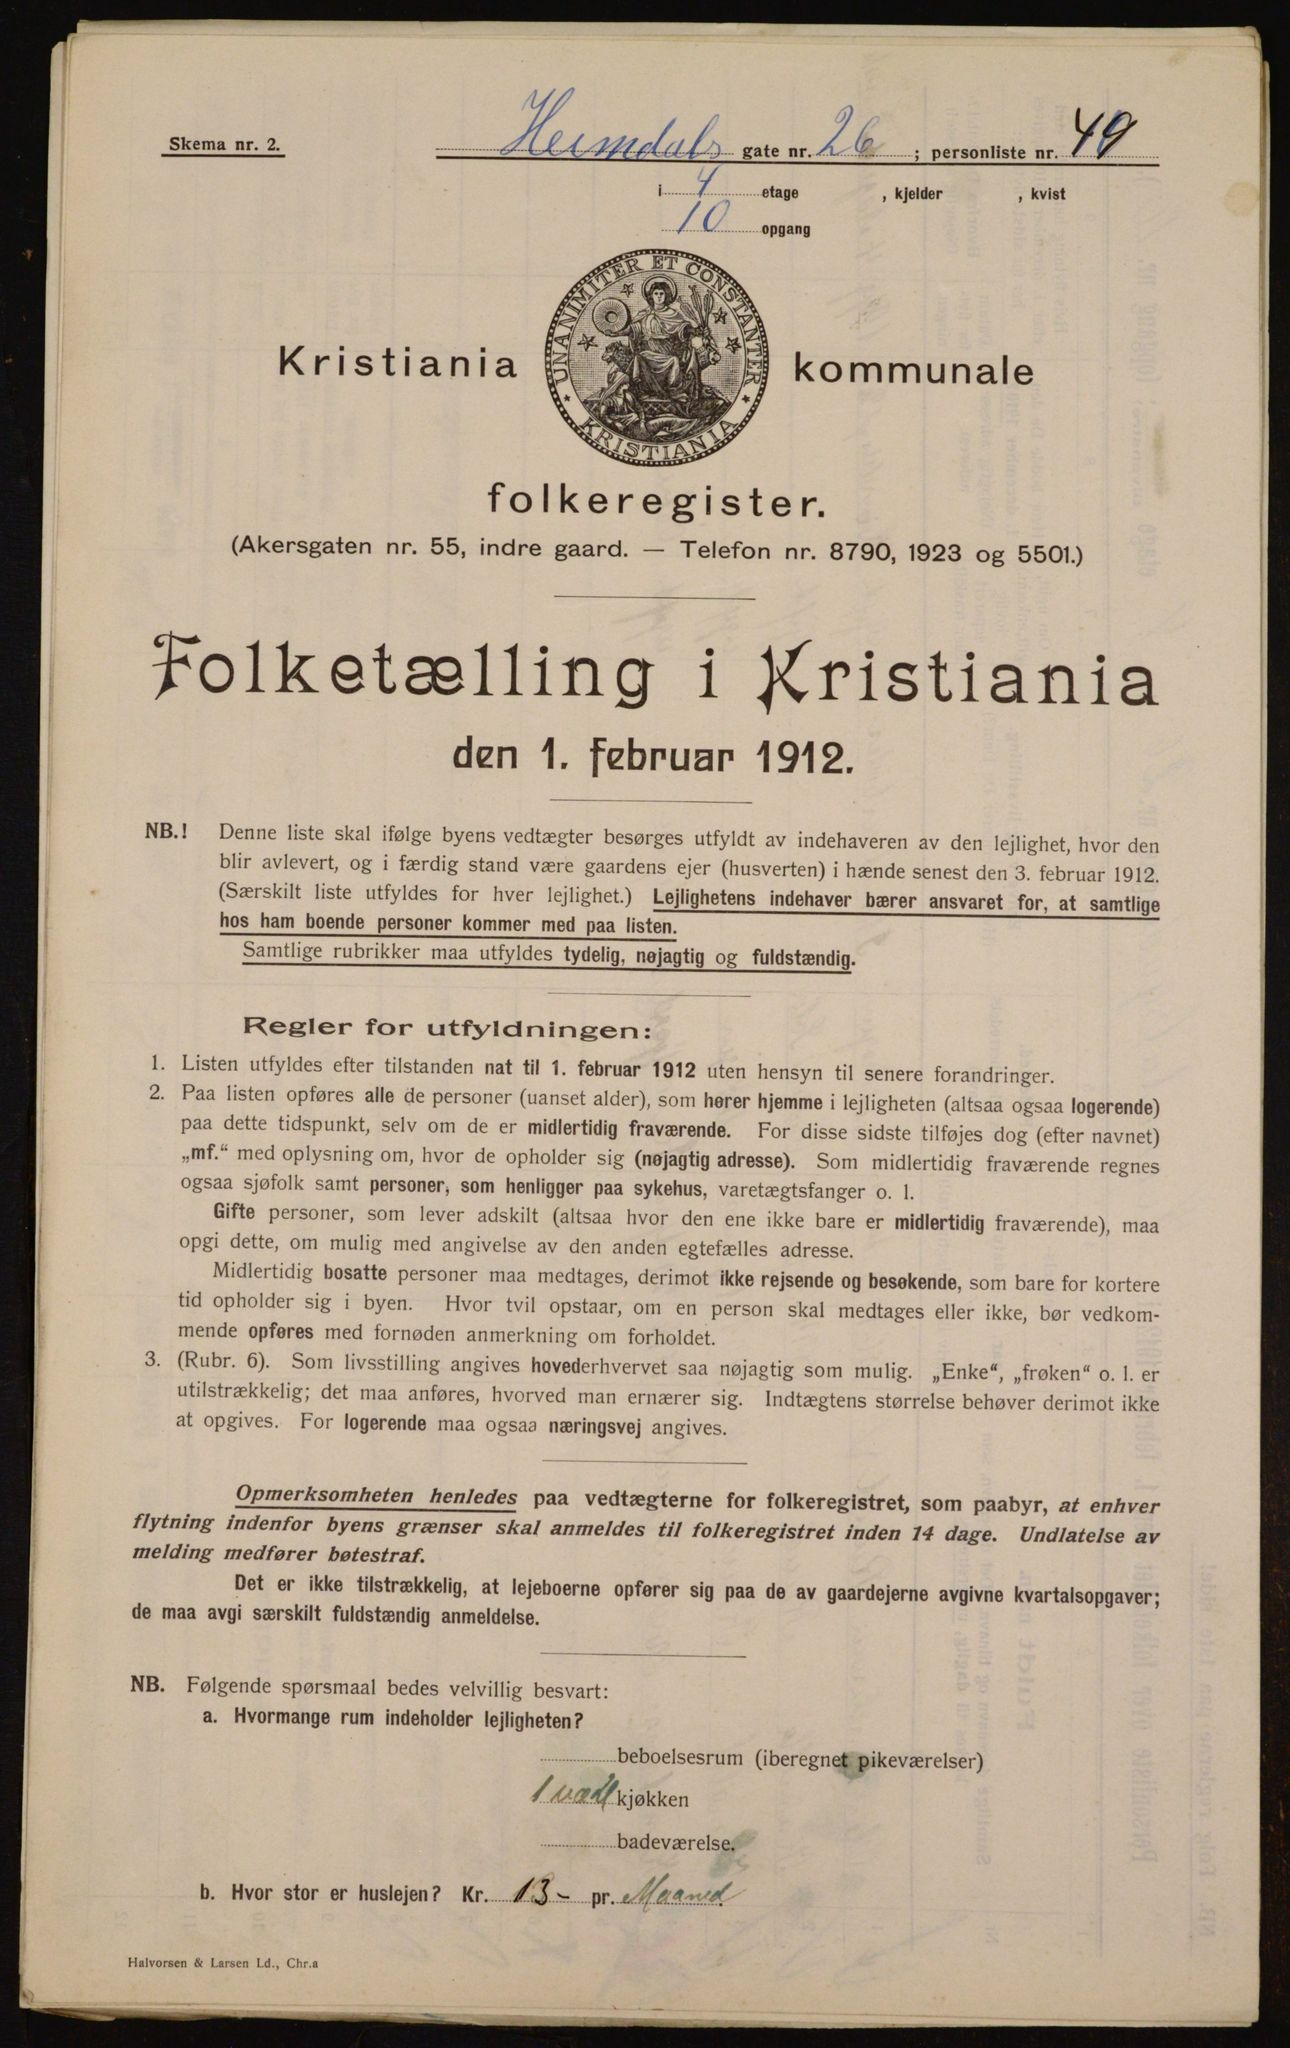 Skema nr. 2.
Heimdals gate nr. 26 ; personliste nr. 49
i 4 etage , kjelder , kvist
10 opgang
UNANIMITER ET CONSTANTER
KRISTIANIA
Kristiania kommunale
folkeregister.
(Akersgaten nr. 55, indre gaard. — Telefon nr. 8790, 1923 og 5501.)
Folketælling i Kristiania
den 1. februar 1912.
NB.! Denne liste skal ifølge byens vedtægter besørges utfyldt av indehaveren av den lejlighet, hvor den
blir avlevert, og i færdig stand være gaardens ejer (husverten) i hænde senest den 3. februar 1912.
(Særskilt liste utfyldes for hver lejlighet.) Lejlighetens indehaver bærer ansvaret for, at samtlige
hos ham boende personer kommer med paa listen.
Samtlige rubrikker maa utfyldes tydelig, nøjagtig og fuldstændig.
Regler for utfyldningen:
1. Listen utfyldes efter tilstanden nat til 1. februar 1912 uten hensyn til senere forandringer.
2. Paa listen opføres alle de personer (uanset alder), som hører hjemme i lejligheten (altsaa ogsaa logerende)
paa dette tidspunkt, selv om de er midlertidig fraværende. For disse sidste tilføjes dog (efter navnet)
„mf.“ med oplysning om, hvor de opholder sig (nøjagtig adresse). Som midlertidig fraværende regnes
ogsaa sjøfolk samt personer, som henligger paa sykehus, varetægtsfanger o. l.
Gifte personer, som lever adskilt (altsaa hvor den ene ikke bare er midlertidig fraværende), maa
opgi dette, om mulig med angivelse av den anden egtefælles adresse.
Midlertidig bosatte personer maa medtages, derimot ikke rejsende og besøkende, som bare for kortere
tid opholder sig i byen. Hvor tvil opstaar, om en person skal medtages eller ikke, bør vedkom-
mende opføres med fornøden anmerkning om forholdet.
3. (Rubr. 6). Som livsstilling angives hovederhvervet saa nøjagtig som mulig. „Enke“, „frøken“ o. l. er
utilstrækkelig; det maa anføres, hvorved man ernærer sig. Indtægtens størrelse behøver derimot ikke
at opgives. For logerende maa ogsaa næringsvej angives.
Opmerksomheten henledes paa vedtægterne for folkeregistret, som paabyr, at enhver
flytning indenfor byens grænser skal anmeldes til folkeregistret inden 14 dage. Undlatelse av
melding medfører bøtestraf.
Det er ikke tilstrækkelig, at lejeboerne opfører sig paa de av gaardejerne avgivne kvartalsopgaver;
de maa avgi særskilt fuldstændig anmeldelse.
NB. Følgende spørsmaal bedes velvillig besvart:
a. Hvormange rum indeholder lejligheten?
beboelsesrum (iberegnet pikeværelser)
1 kjøkken
badeværelse.
b. Hvor stor er huslejen? Kr. 13- pr. Maaned
Halvorsen & Larsen Ld., Chr.a